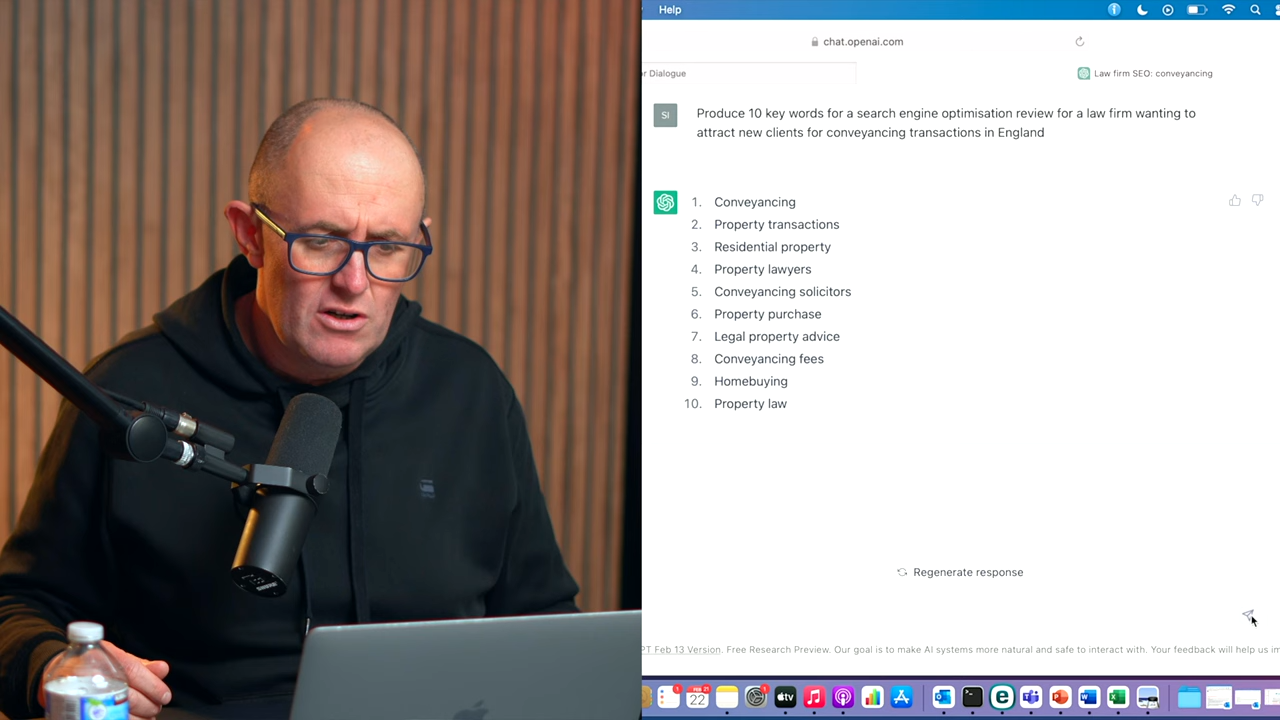 Help
chat.openai.com
r Dialogue
Law firm SEO: conveyancing
SI
Produce 10 key words for a search engine optimisation review for a law firm wanting to
attract new clients for conveyancing transactions in England
1. Conveyancing
2. Property transactions
3. Residential property
4. Property lawyers
5. Conveyancing solicitors
6. Property purchase
7. Legal property advice
8. Conveyancing fees
9. Homebuying
10. Property law
Regenerate response
PT Feb 13 Version. Free Research Preview. Our goal is to make AI systems more natural and safe to interact with. Your feedback will help us im
FEB 21
22
tv